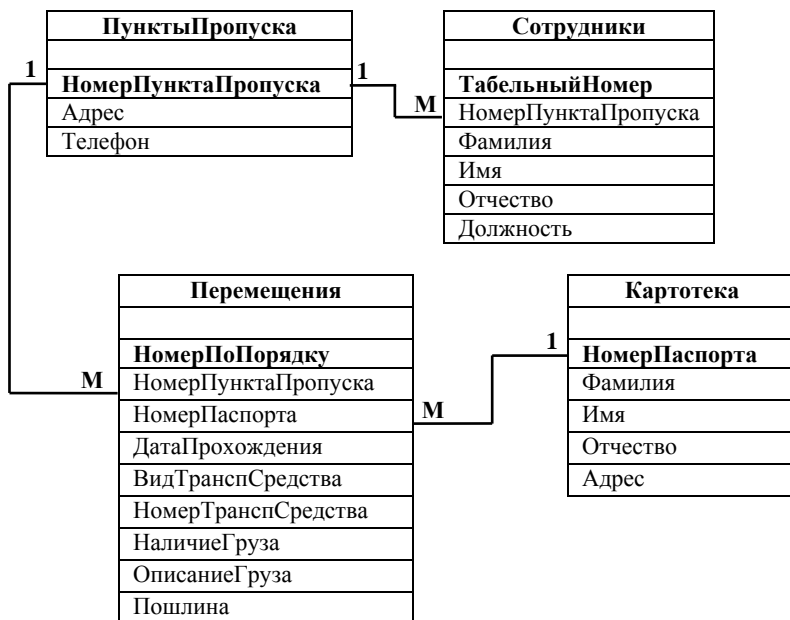 ПунктыПропуска
1
НомерПунктаПропуска
1
Адрес
Телефон
Сотрудники
ТабельныйНомер
М
НомерПунктаПропуска
Фамилия
Имя
Отчество
Должность
Перемещения
НомерПоПорядку
М
НомерПунктаПропуска
НомерПаспорта
М
ДатаПрохождения
ВидТранспСредства
НомерТранспСредства
НаличиеГруза
ОписаниеГруза
Пошлина
Картотека
1
НомерПаспорта
Фамилия
Имя
Отчество
Адрес